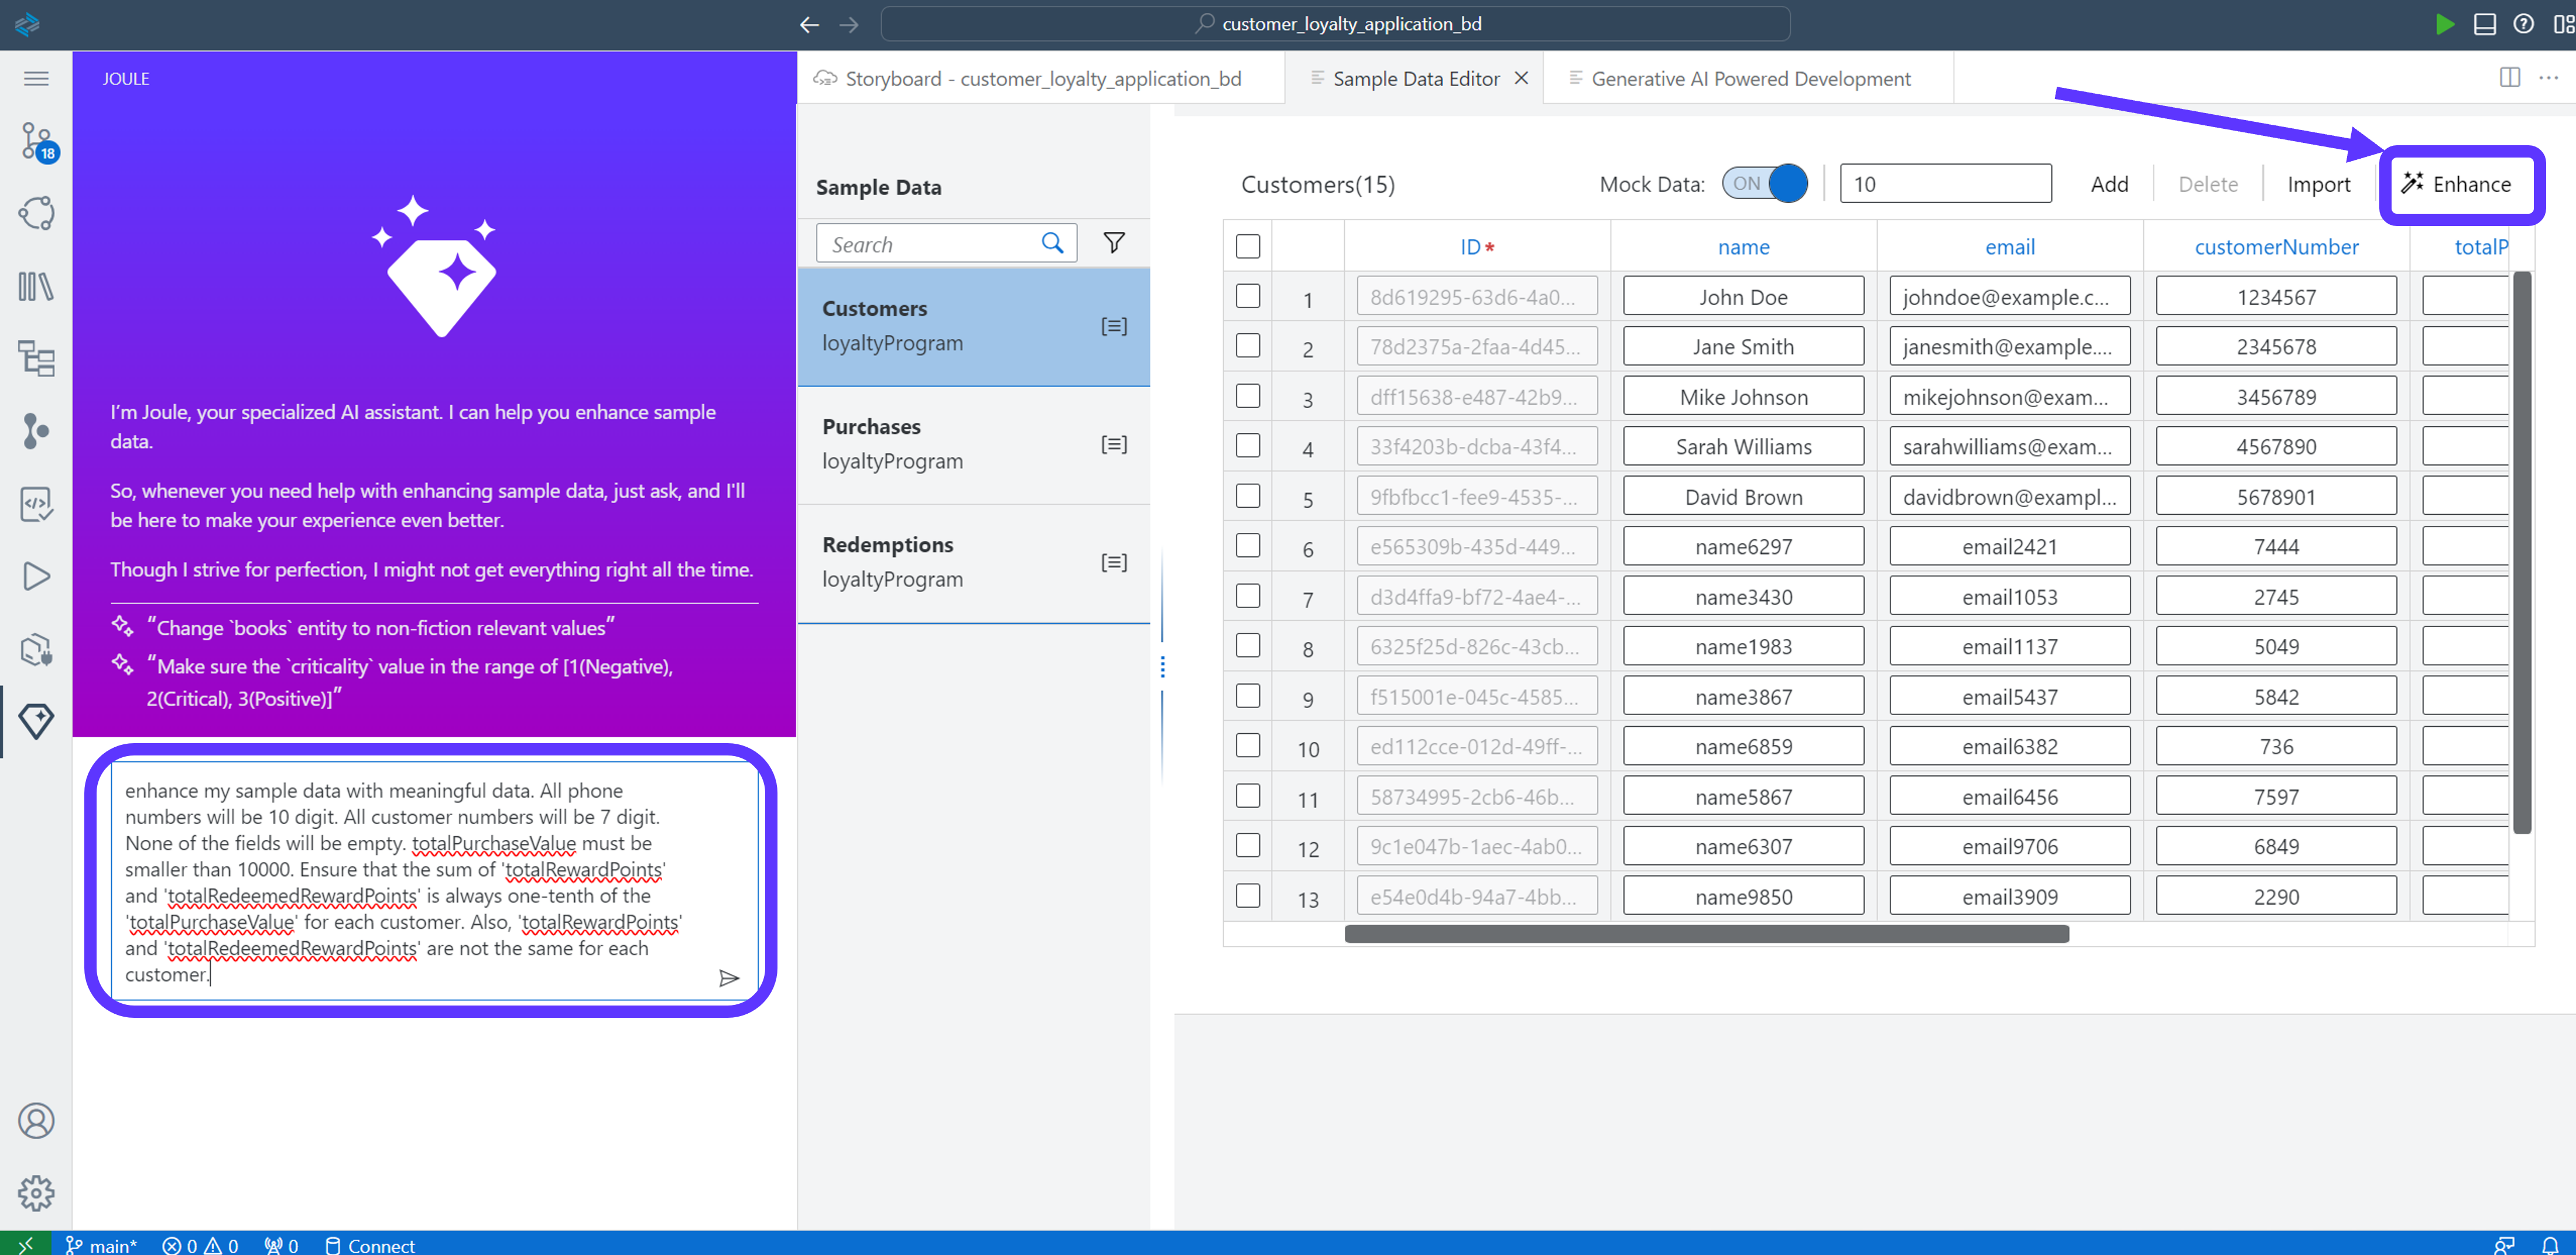 customer_loyalty_application_bd
JOULE
Storyboard - customer_loyalty_application_bd
Sample Data Editor
Generative AI Powered Development
18
I'm Joule, your specialized AI assistant. I can help you enhance sample
data.
So, whenever you need help with enhancing sample data, just ask, and I'll
be here to make your experience even better.
Though I strive for perfection, I might not get everything right all the time.
"Change `books` entity to non-fiction relevant values"
"Make sure the `criticality` value in the range of [1(Negative),
2(Critical), 3(Positive)]"
enhance my sample data with meaningful data. All phone
numbers will be 10 digit. All customer numbers will be 7 digit.
None of the fields will be empty. totalPurchaseValue must be
smaller than 10000. Ensure that the sum of 'totalRewardPoints'
and 'totalRedeemedRewardPoints' is always one-tenth of the
'totalPurchaseValue' for each customer. Also, 'totalRewardPoints'
and 'totalRedeemedRewardPoints' are not the same for each
customer.
Sample Data
Search
Customers
loyaltyProgram
Purchases
loyaltyProgram
Redemptions
loyaltyProgram
Customers(15) Mock Data: ON 10 Add Delete Import Enhance
ID* name email customerNumber totalP
1 8d619295-63d6-4a0... John Doe johndoe@example.c... 1234567
2 78d2375a-2faa-4d45... Jane Smith janesmith@example.... 2345678
3 dff15638-e487-42b9... Mike Johnson mikejohnson@exam... 3456789
4 33f4203b-dcba-43f4... Sarah Williams sarahwilliams@exam... 4567890
5 9fbfbcc1-fee9-4535-... David Brown davidbrown@exampl... 5678901
6 e565309b-435d-449... name6297 email2421 7444
7 d3d4ffa9-bf72-4ae4-... name3430 email1053 2745
8 6325f25d-826c-43cb... name1983 email1137 5049
9 f515001e-045c-4585... name3867 email5437 5842
10 ed112cce-012d-49ff-... name6859 email6382 736
11 58734995-2cb6-46b... name5867 email6456 7597
12 9c1e047b-1aec-4ab0... name6307 email9706 6849
13 e54e0d4b-94a7-4bb... name9850 email3909 2290
main* 0 0 0 Connect